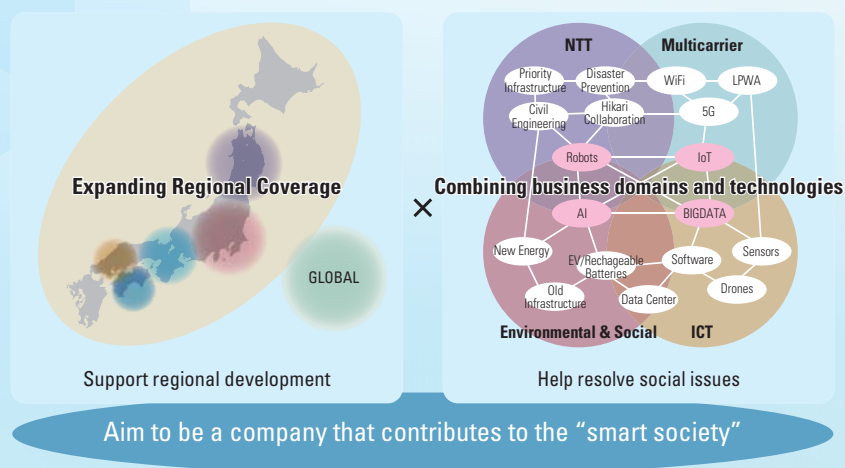 Expanding Regional Coverage
GLOBAL
Support regional development
×
NTT
Multicarrier
Priority
Infrastructure
Disaster
Prevention
WiFi
LPWA
Civil
Engineering
Hikari
Collaboration
5G
Robots
IoT
Combining business domains and technologies
AI
BIGDATA
New Energy
EV/Rechageable
Batteries
Software
Sensors
Old
Infrastructure
Data Center
Drones
Environmental & Social
ICT
Help resolve social issues
Aim to be a company that contributes to the “smart society”